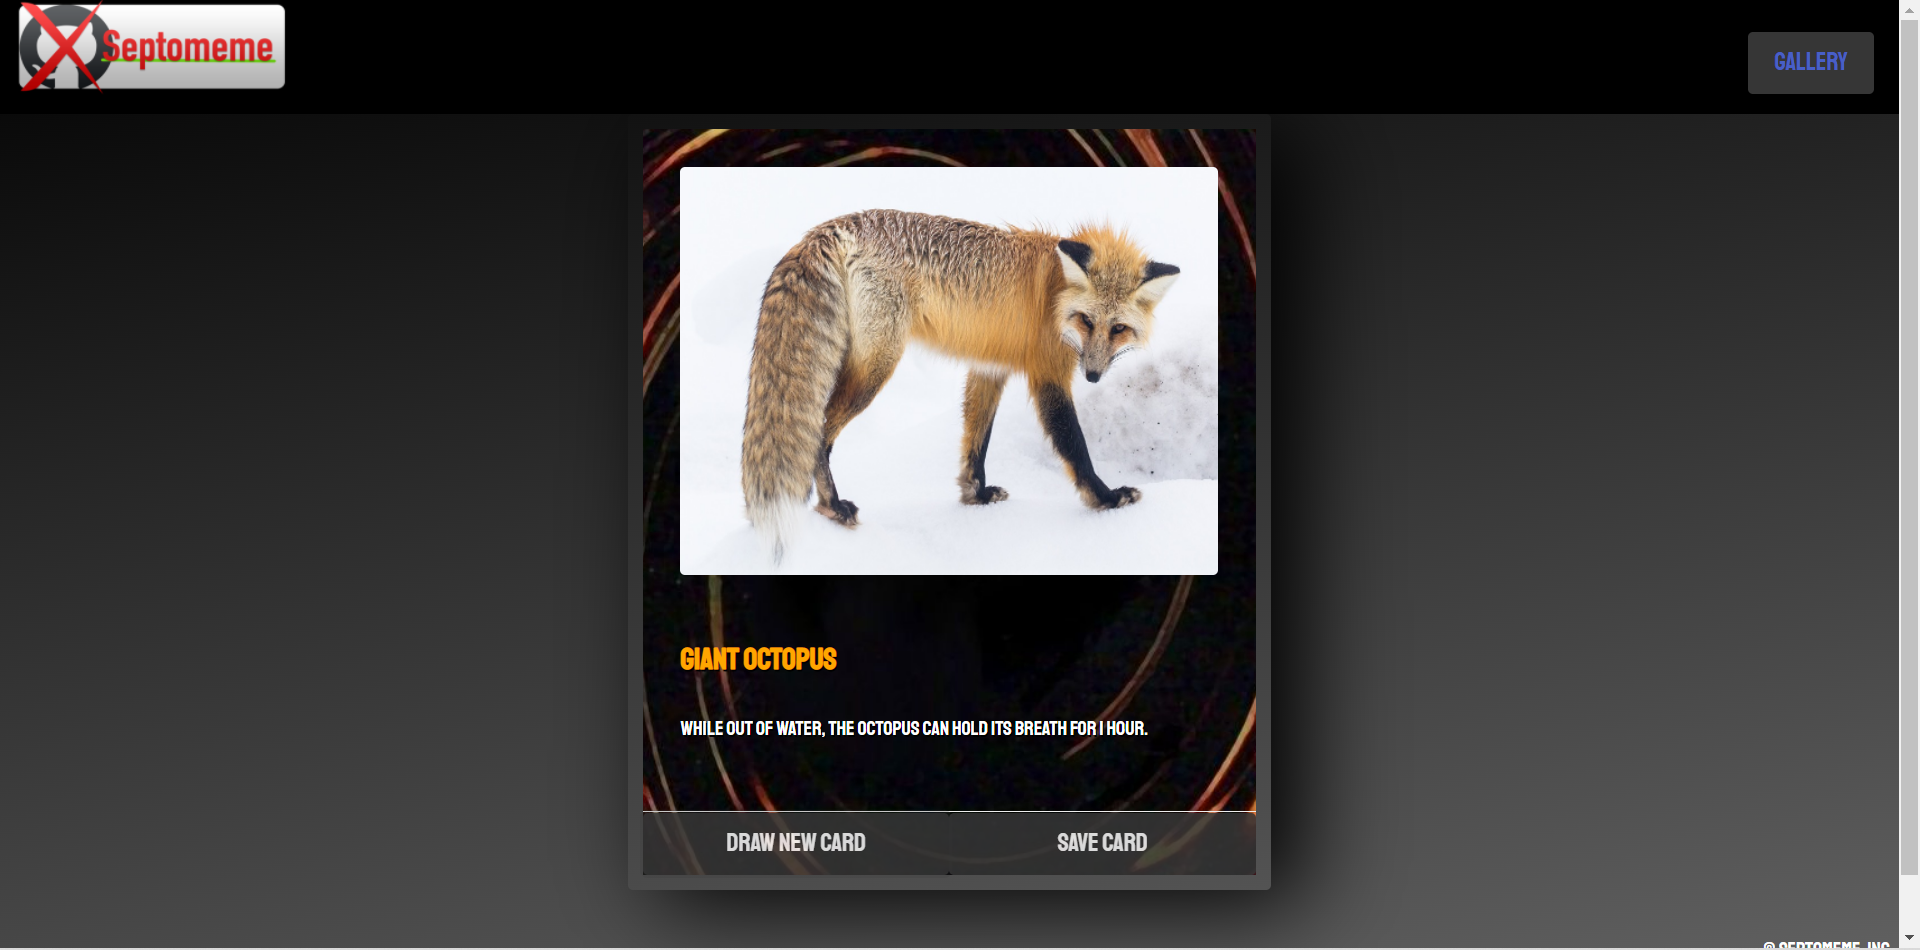 Septomeme
GALLERY
GIANT OCTOPUS
WHILE OUT OF WATER, THE OCTOPUS CAN HOLD ITS BREATH FOR 1 HOUR.
DRAW NEW CARD
SAVE CARD
© SEPTOMEME, INC